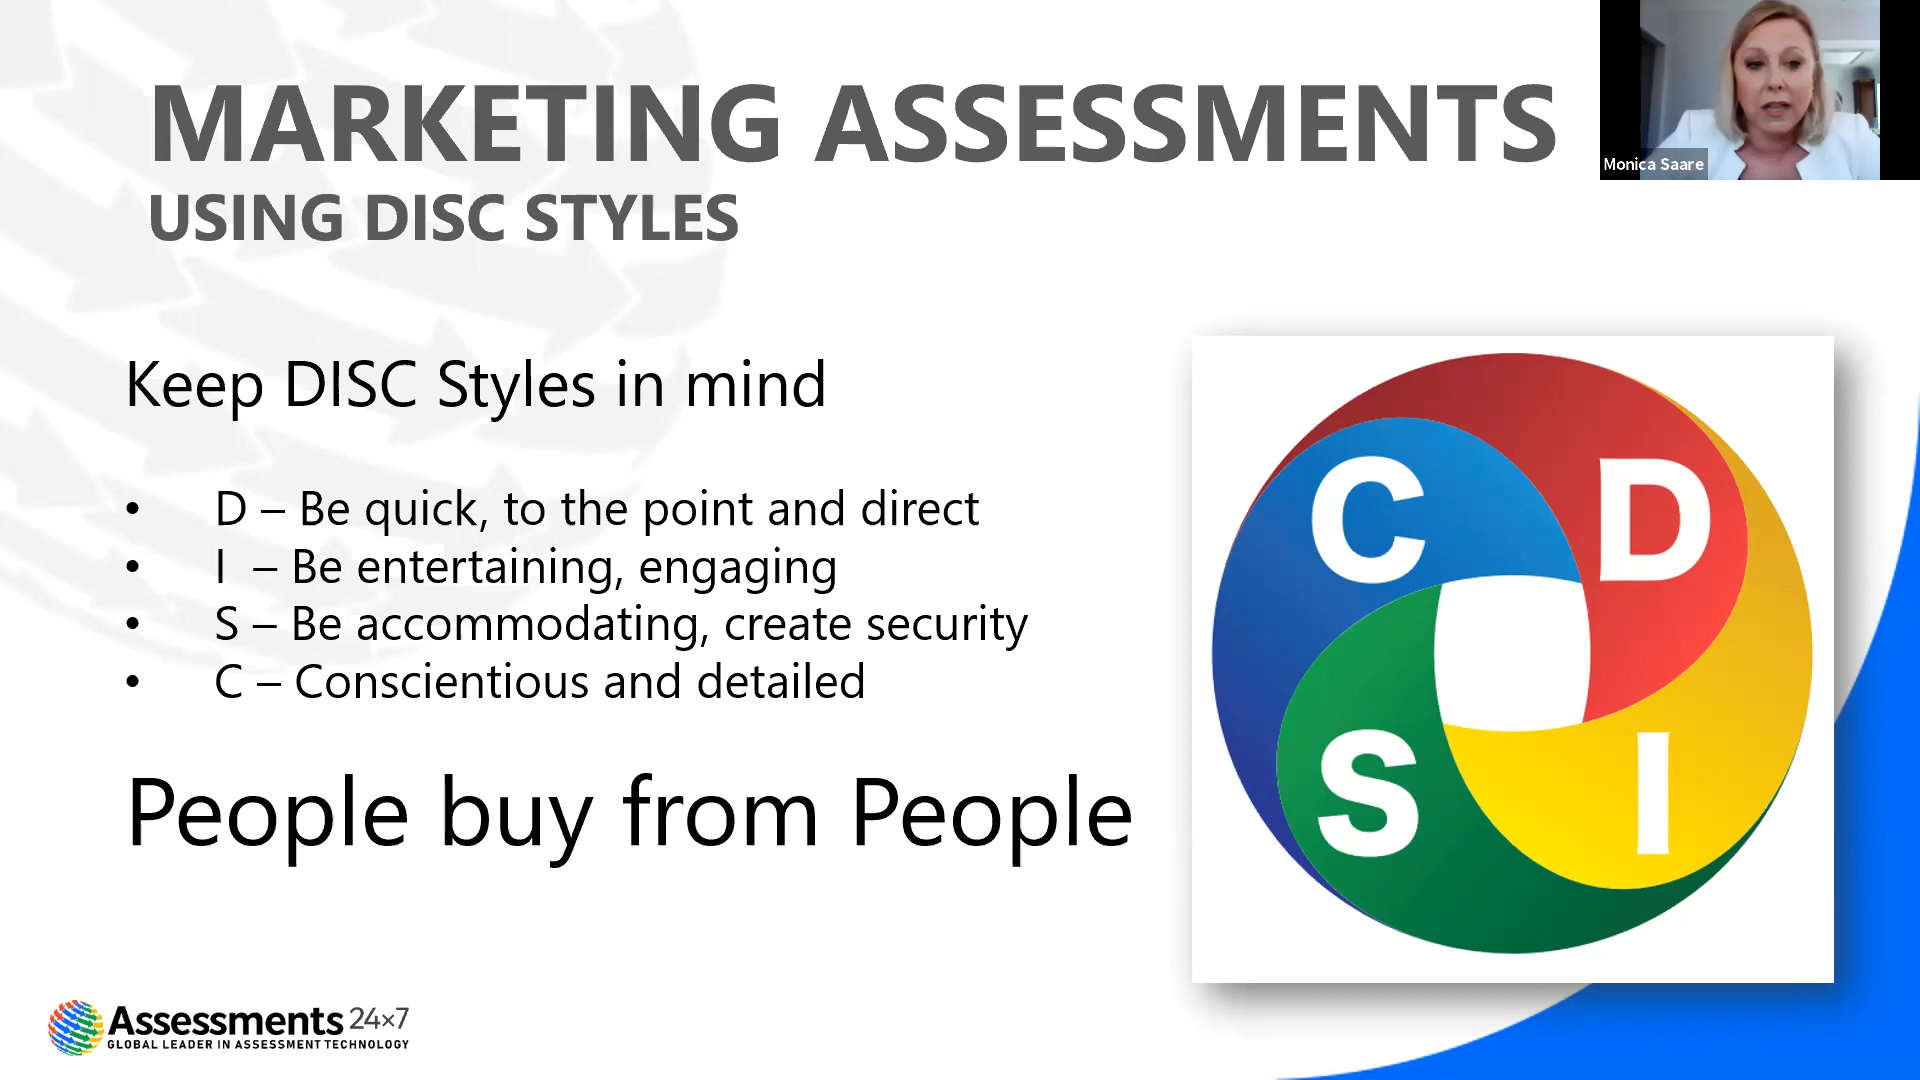 MARKETING ASSESSMENTS
USING DISC STYLES
Monica Saare
Keep DISC Styles in mind
• D – Be quick, to the point and direct
• I – Be entertaining, engaging
• S – Be accommodating, create security
• C – Conscientious and detailed
People buy from People
C D
S I
Assessments 24×7
GLOBAL LEADER IN ASSESSMENT TECHNOLOGY